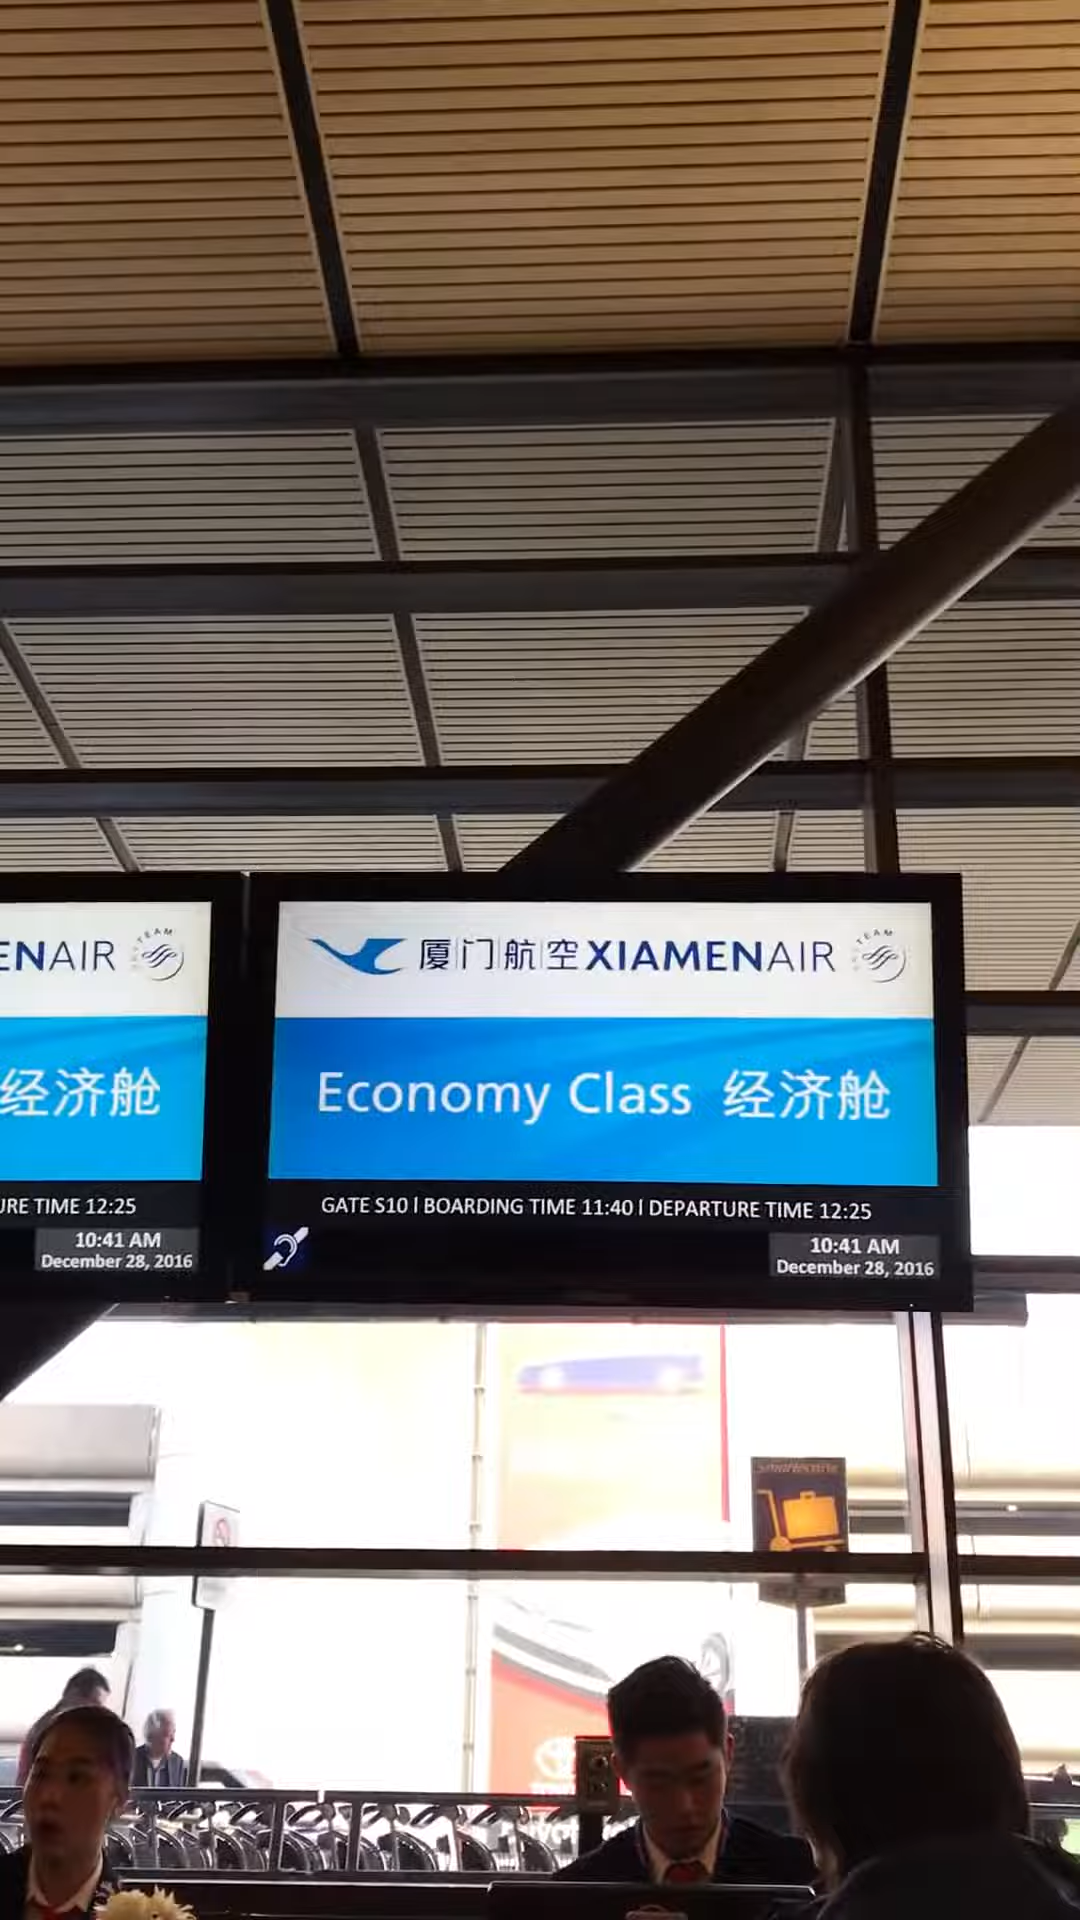 ENAIR
TEAM
经济舱
URE TIME 12:25
10:41 AM
December 28, 2016
厦门航空 XIAMENAIR
TEAM
Economy Class 经济舱
GATE S10 | BOARDING TIME 11:40 | DEPARTURE TIME 12:25
10:41 AM
December 28, 2016